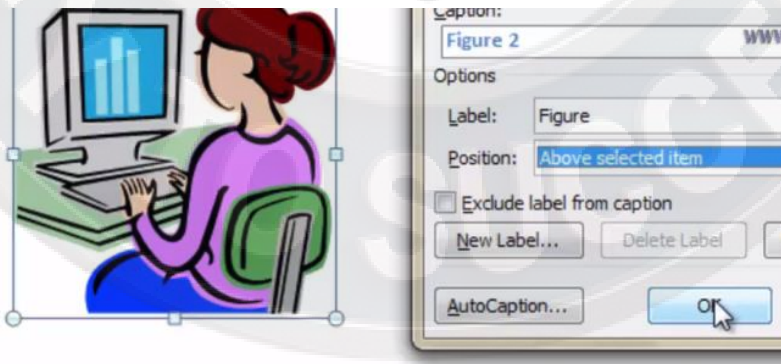 Caption:
Figure 2
Options
Label: Figure
Position: Above selected item
Exclude label from caption
New Label... Delete Label
AutoCaption... OK